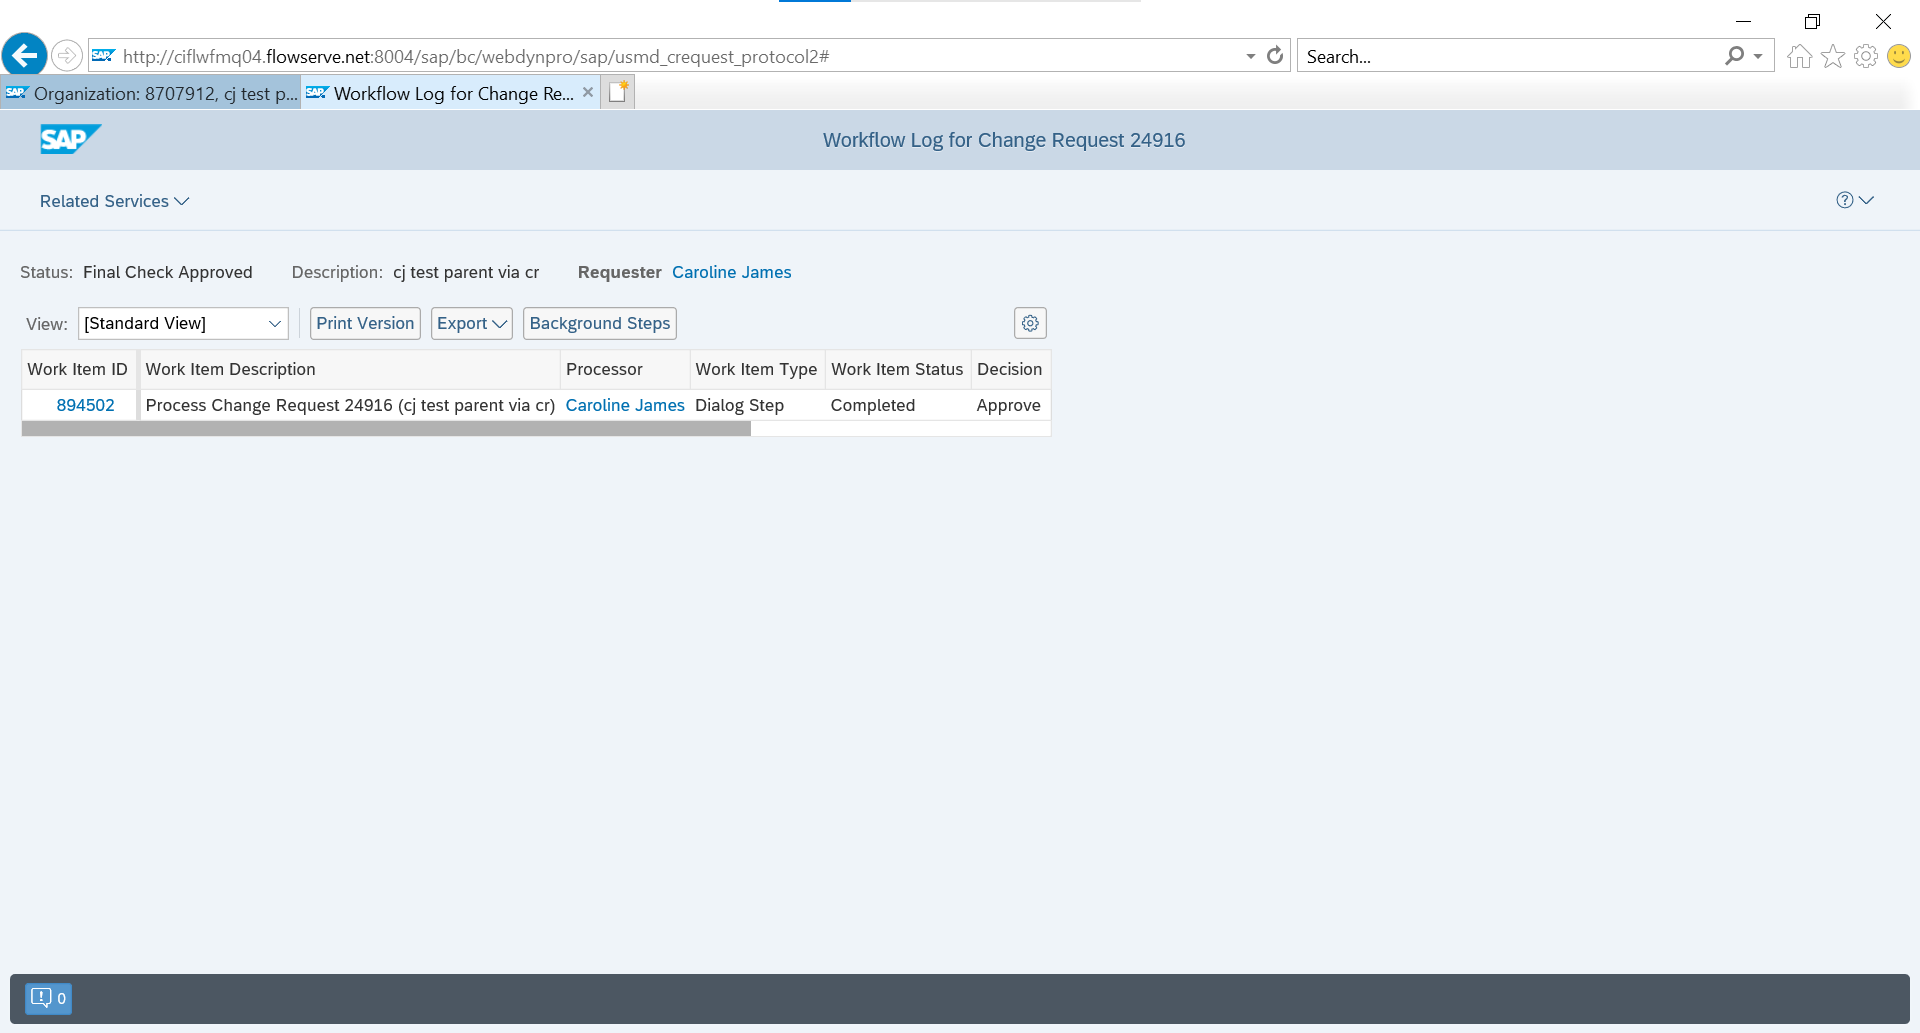 http://ciflwfmq04.flowserve.net:8004/sap/bc/webdynpro/sap/usmd_crequest_protocol2#
Search...
SAP Organization: 8707912, cj test p...
SAP Workflow Log for Change Re...
SAP
Workflow Log for Change Request 24916
Related Services
?
Status: Final Check Approved Description: cj test parent via cr Requester Caroline James
View: [Standard View] Print Version Export Background Steps
Work Item ID Work Item Description Processor Work Item Type Work Item Status Decision
894502 Process Change Request 24916 (cj test parent via cr) Caroline James Dialog Step Completed Approve
! 0